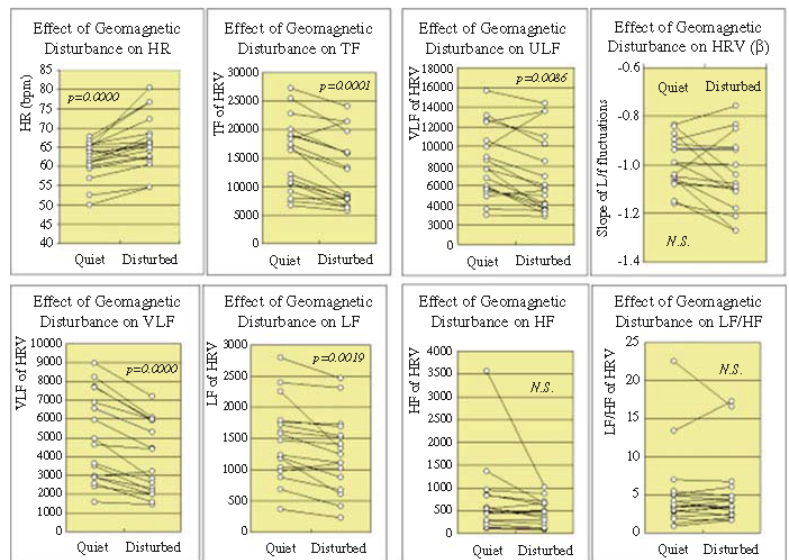 Effect of Geomagnetic
Disturbance on HR
HR (bpm)
85
80
75
70
65
60
55
50
45
40
p=0.0000
Quiet Disturbed
Effect of Geomagnetic
Disturbance on TF
TF of HRV
30000
25000
20000
15000
10000
5000
0
p=0.0001
Quiet Disturbed
Effect of Geomagnetic
Disturbance on ULF
VLF of HRV
18000
16000
14000
12000
10000
8000
6000
4000
2000
0
p=0.0086
Quiet Disturbed
Effect of Geomagnetic
Disturbance on HRV (β)
Slope of L/f fluctuations
-0.6
-0.8
-1.0
-1.2
-1.4
Quiet Disturbed
N.S.
Effect of Geomagnetic
Disturbance on VLF
VLF of HRV
10000
9000
8000
7000
6000
5000
4000
3000
2000
1000
0
p=0.0000
Quiet Disturbed
Effect of Geomagnetic
Disturbance on LF
LF of HRV
3000
2500
2000
1500
1000
500
0
p=0.0019
Quiet Disturbed
Effect of Geomagnetic
Disturbance on HF
HF of HRV
4000
3500
3000
2500
2000
1500
1000
500
0
N.S.
Quiet Disturbed
Effect of Geomagnetic
Disturbance on LF/HF
LF/HF of HRV
25
20
15
10
5
0
N.S.
Quiet Disturbed